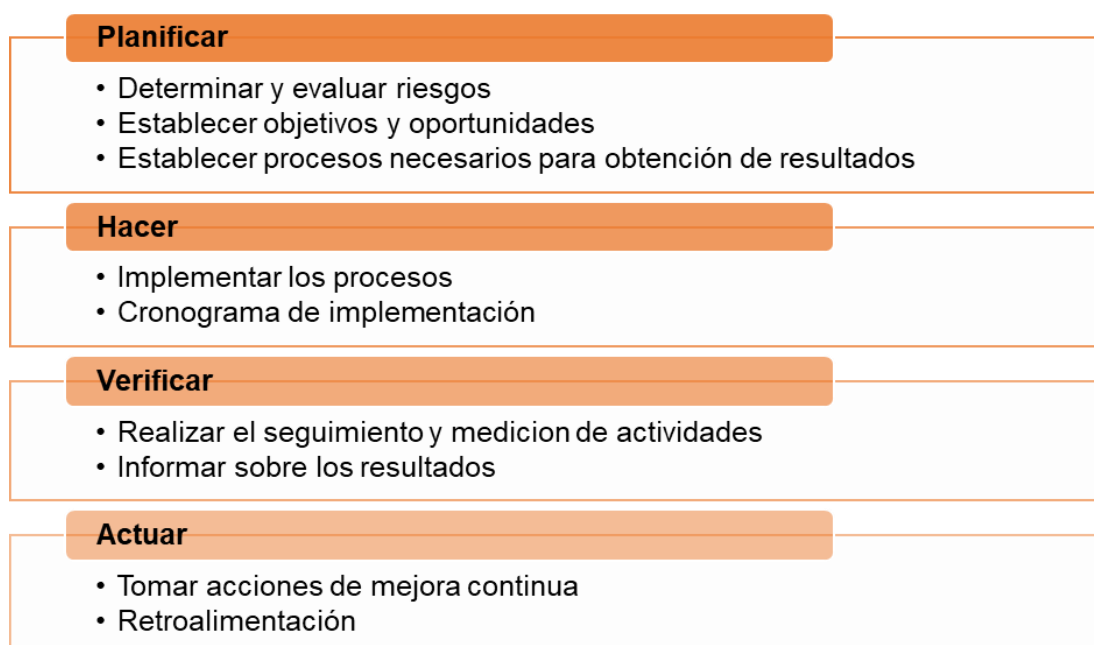 Planificar
• Determinar y evaluar riesgos
• Establecer objetivos y oportunidades
• Establecer procesos necesarios para obtención de resultados
Hacer
• Implementar los procesos
• Cronograma de implementación
Verificar
• Realizar el seguimiento y medicion de actividades
• Informar sobre los resultados
Actuar
• Tomar acciones de mejora continua
• Retroalimentación